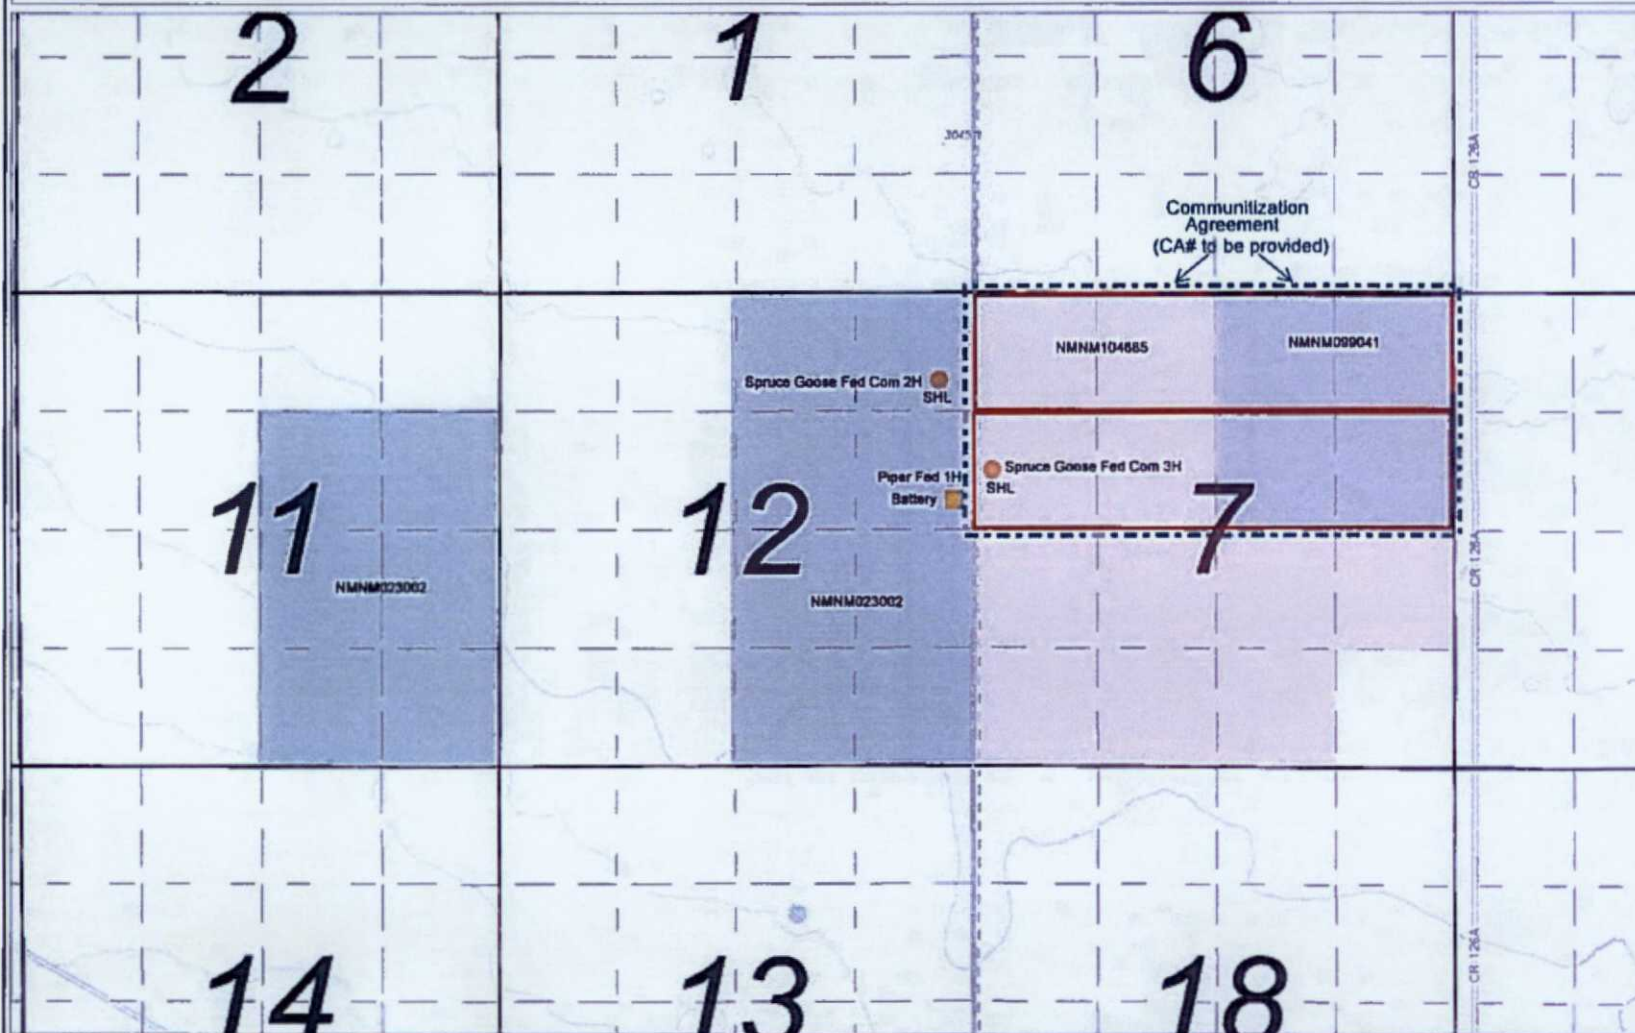 2
1
6
CR 126A
Communitization
Agreement
(CA# to be provided)
NMNM104685
NMNM099041
Spruce Goose Fed Com 2H
SHL
Spruce Goose Fed Com 3H
SHL
Piper Fed 1H
Battery
11
12
7
CR 126A
NMNM023002
NMNM023002
14
13
18
CR 126A